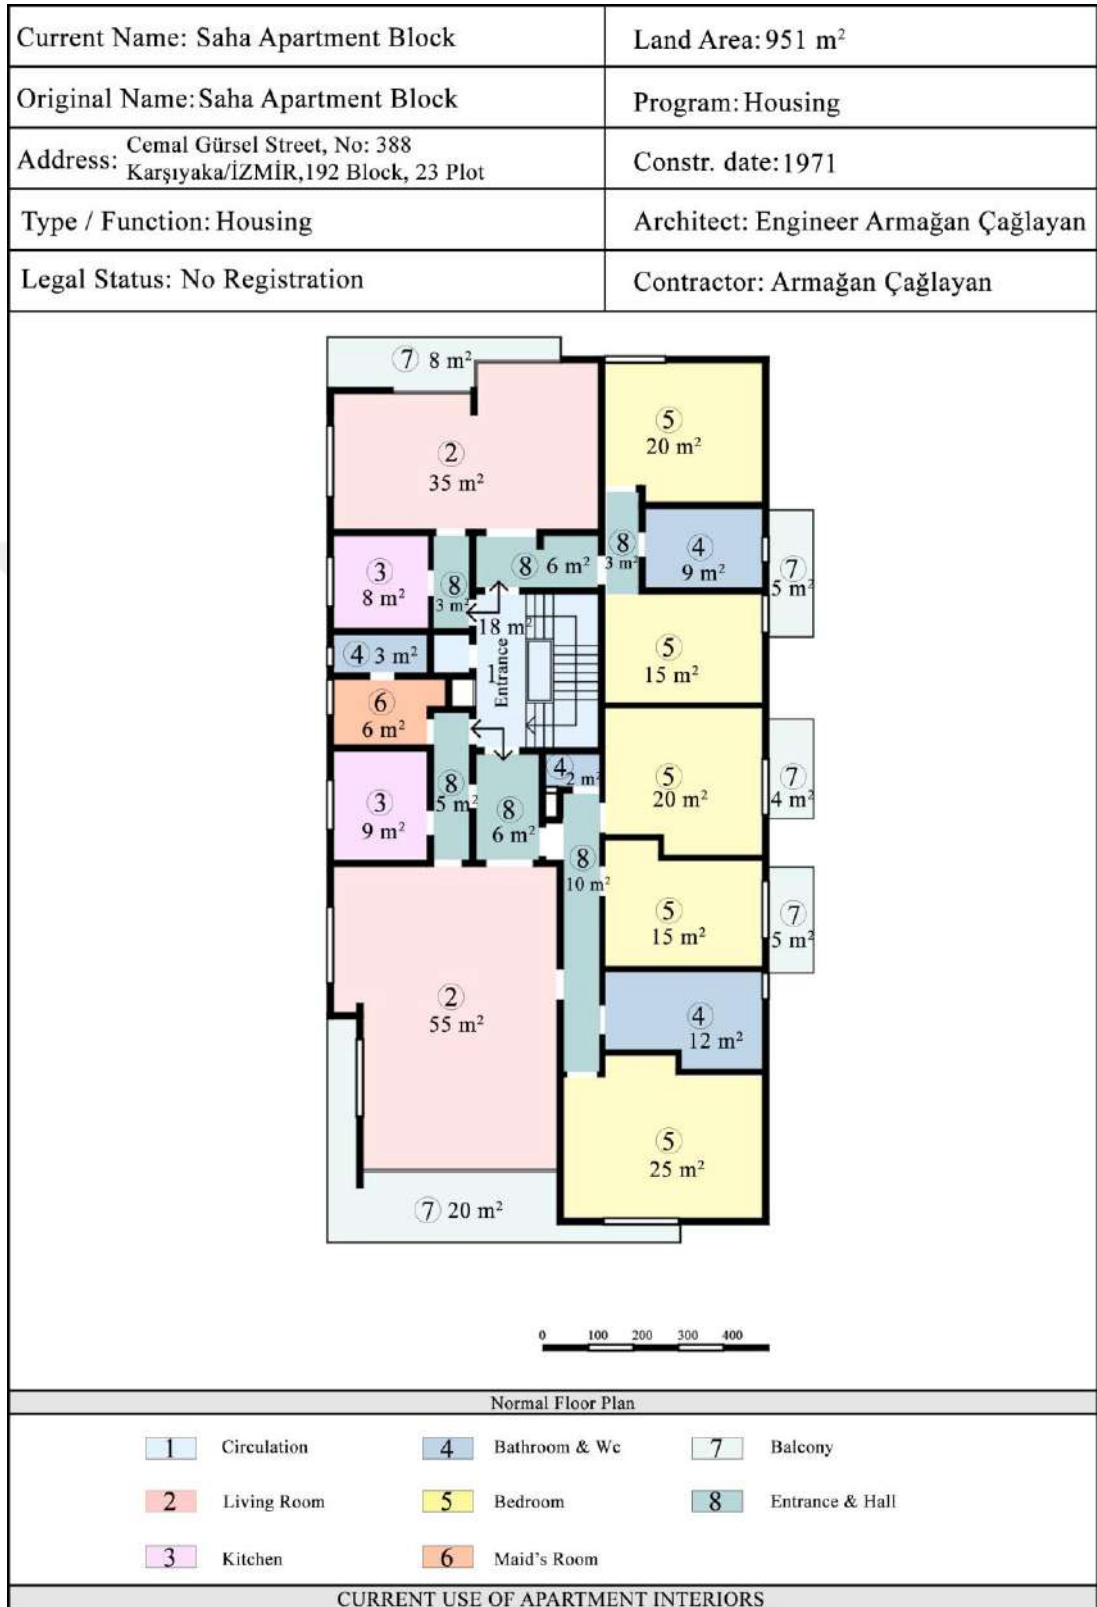 Current Name: Saha Apartment Block
Land Area: 951 m²
Original Name: Saha Apartment Block
Program: Housing
Address: Cemal Gürsel Street, No: 388
Karşıyaka/İZMİR,192 Block, 23 Plot
Constr. date: 1971
Type / Function: Housing
Architect: Engineer Armağan Çağlayan
Legal Status: No Registration
Contractor: Armağan Çağlayan
7 8 m²
5
20 m²
2
35 m²
8
3 m²
4
9 m²
8 6 m²
3
8 m²
8
3 m²
7
5 m²
18 m²
1
Entrance
4 3 m²
5
15 m²
6
6 m²
4
2 m²
5
20 m²
7
4 m²
3
9 m²
8
5 m²
8
6 m²
8
10 m²
5
15 m²
7
5 m²
2
55 m²
4
12 m²
5
25 m²
7 20 m²
0 100 200 300 400
Normal Floor Plan
1 Circulation
4 Bathroom & Wc
7 Balcony
2 Living Room
5 Bedroom
8 Entrance & Hall
3 Kitchen
6 Maid's Room
CURRENT USE OF APARTMENT INTERIORS